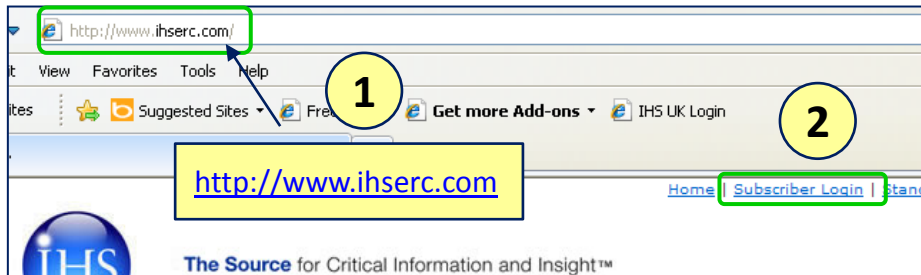 http://www.ihserc.com/
t View Favorites Tools Help
ites Suggested Sites Fre Get more Add-ons IHS UK Login
1
2
http://www.ihserc.com
Home | Subscriber Login | Stan
IHS
The Source for Critical Information and Insight™